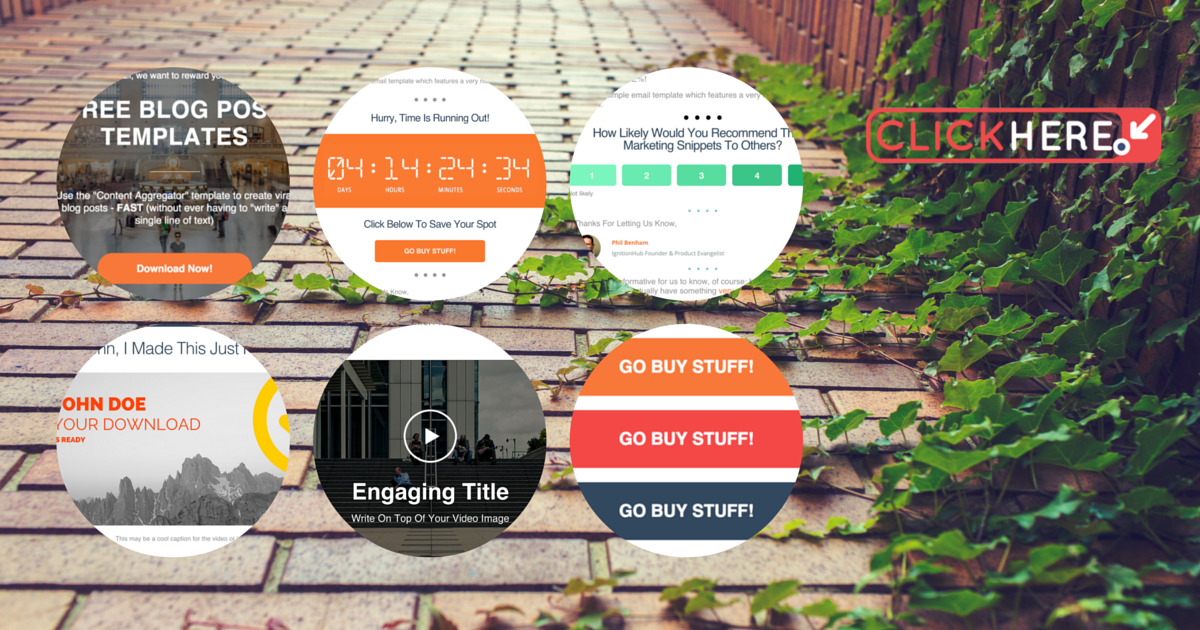 , we want to reward yo
REE BLOG POS
TEMPLATES
Use the "Content Aggregator" template to create vira
blog posts - FAST (without ever having to "write" a
single line of text)
Download Now!
email template which features a very
Hurry, Time Is Running Out!
04:14:24:34
DAYS HOURS MINUTES SECONDS
Click Below To Save Your Spot
GO BUY STUFF!
Know,
mple email template which features a very
How Likely Would You Recommend Th
Marketing Snippets To Others?
1 2 3 4
Not likely
Thanks For Letting Us Know,
Phil Benham
IgnitionHub Founder & Product Evangelist
nformative for us to know, of course
ually have something ver
CLICKHERE
hn, I Made This Just
OHN DOE
YOUR DOWNLOAD
S READY
This may be a cool caption for the video or
Engaging Title
Write On Top Of Your Video Image
GO BUY STUFF!
GO BUY STUFF!
GO BUY STUFF!